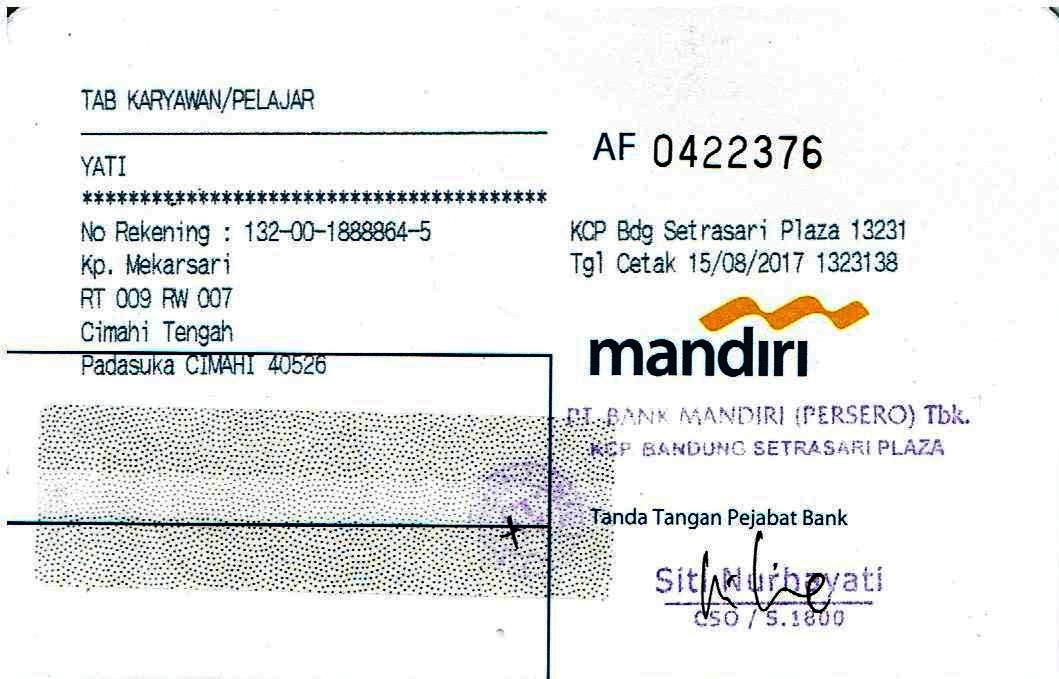 TAB KARYAWAN/PELAJAR
YATI
****************************************
No Rekening : 132-00-1888864-5
Kp. Mekarsari
RT 009 RW 007
Cimahi Tengah
Padasuka CIMAHI 40526
AF 0422376
KCP Bdg Setrasari Plaza 13231
Tgl Cetak 15/08/2017 1323138
mandırı
PT. BANK MANDIRI (PERSERO) Tbk.
KCP BANDUNG SETRASARI PLAZA
Tanda Tangan Pejabat Bank
Siti Nurhayati
CSO / S.1800